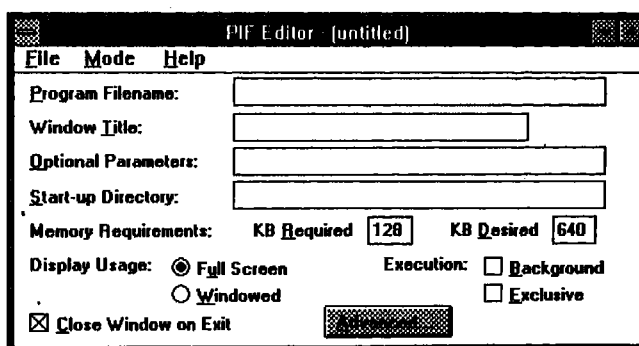 PIF Editor - (untitled)
File Mode Help
Program Filename:
Window Title:
Optional Parameters:
Start-up Directory:
Memory Requirements: KB Required 128 KB Desired 640
Display Usage: Full Screen Execution: Background
Windowed Exclusive
Close Window on Exit Advanced...